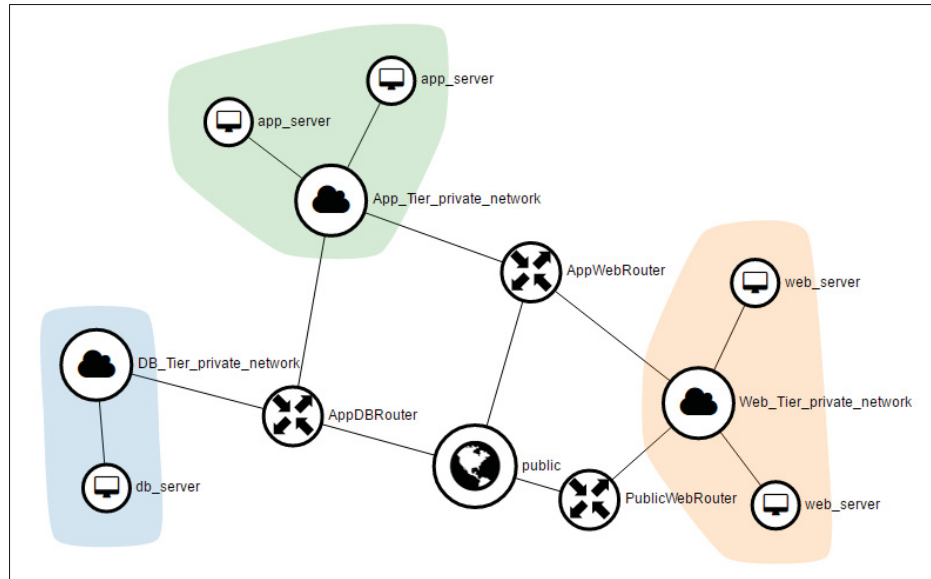 app_server
app_server
App_Tier_private_network
AppWebRouter
web_server
DB_Tier_private_network
Web_Tier_private_network
AppDBRouter
public
db_server
PublicWebRouter
web_server